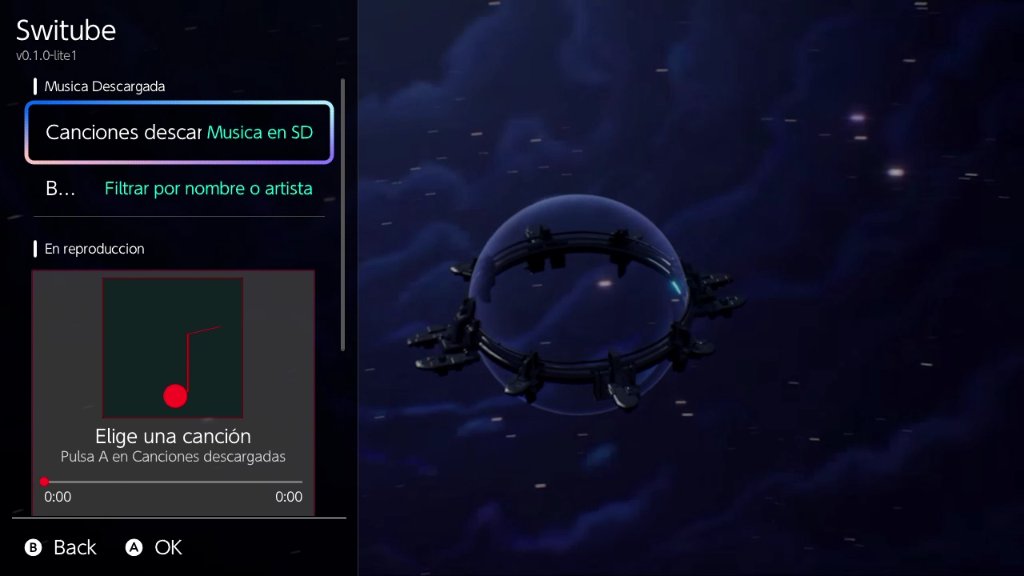 Switube
v0.1.0-lite1
Musica Descargada
Canciones descar Musica en SD
B... Filtrar por nombre o artista
En reproduccion
Elige una canción
Pulsa A en Canciones descargadas
0:00 0:00
B Back A OK